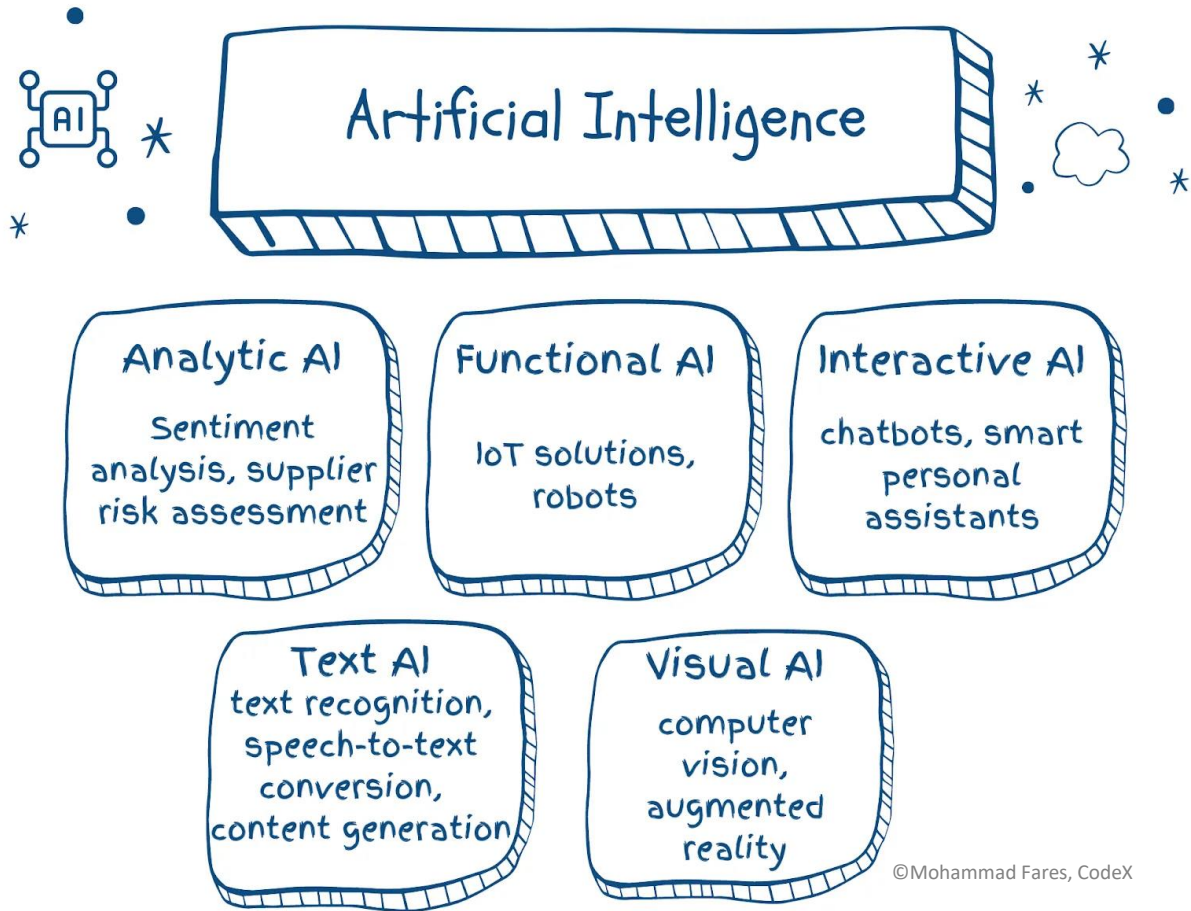 AI
Artificial Intelligence
Analytic AI
Sentiment
analysis, supplier
risk assessment
Functional AI
IoT solutions,
robots
Interactive AI
chatbots, smart
personal
assistants
Text AI
text recognition,
speech-to-text
conversion,
content generation
Visual AI
computer
vision,
augmented
reality
©Mohammad Fares, CodeX